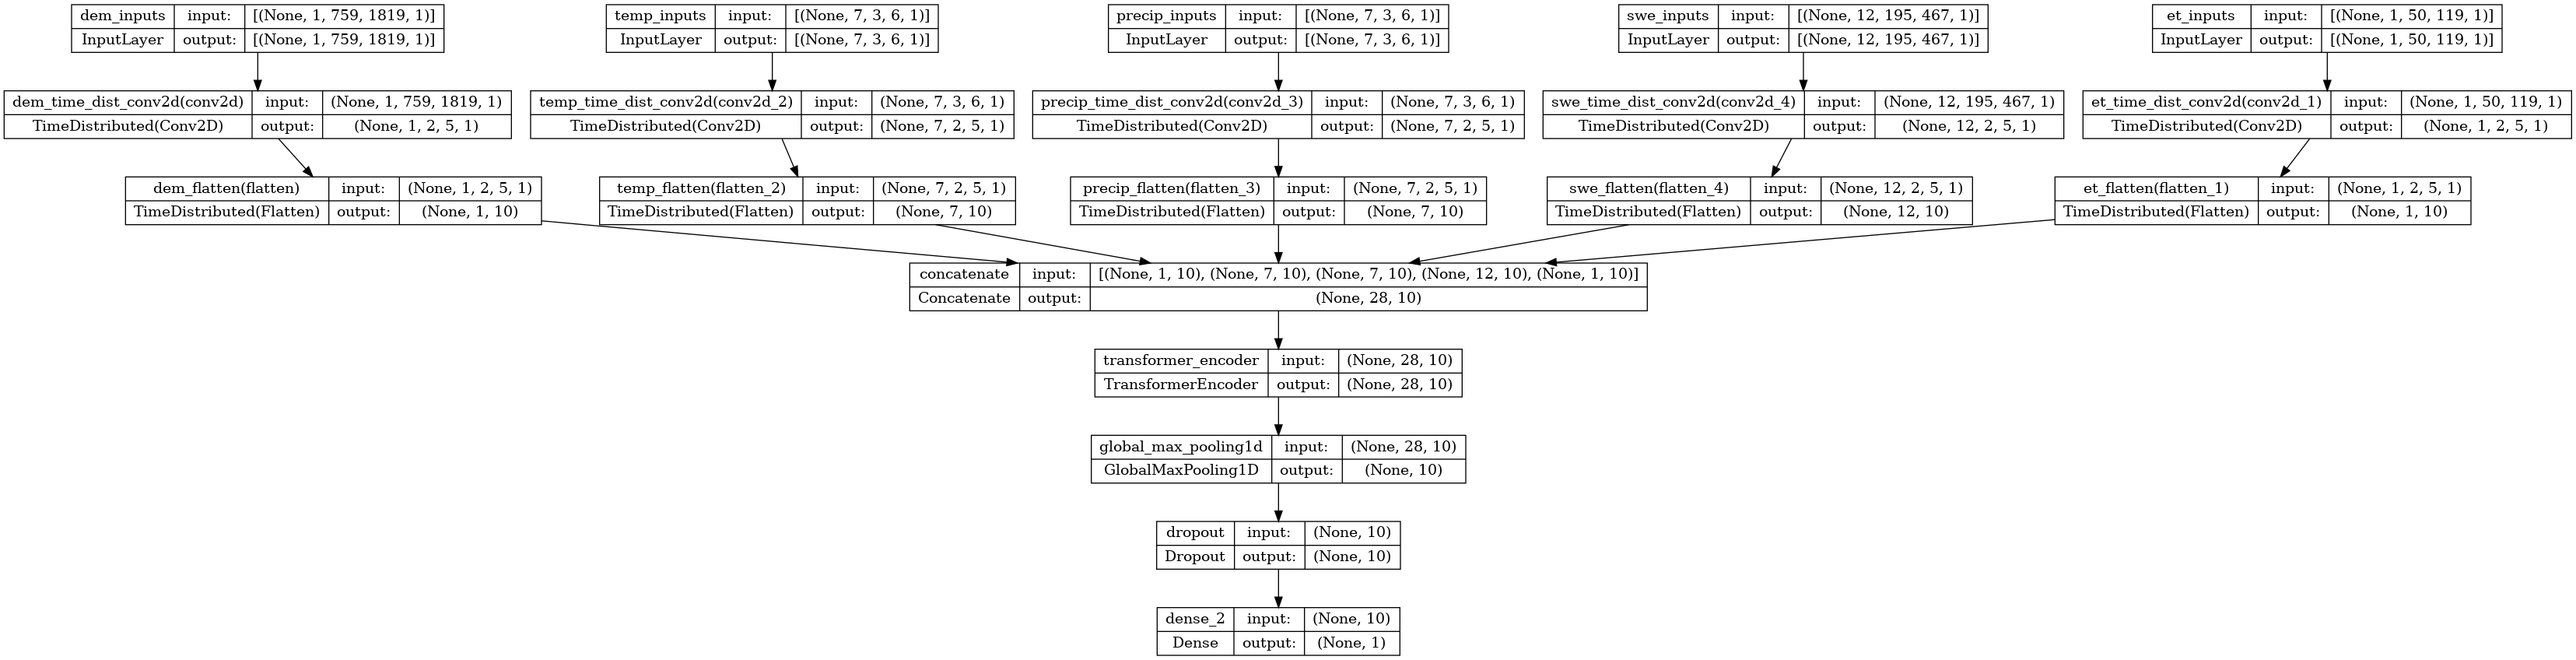 dem_inputs input: [(None, 1, 759, 1819, 1)]
InputLayer output: [(None, 1, 759, 1819, 1)]
temp_inputs input: [(None, 7, 3, 6, 1)]
InputLayer output: [(None, 7, 3, 6, 1)]
precip_inputs input: [(None, 7, 3, 6, 1)]
InputLayer output: [(None, 7, 3, 6, 1)]
swe_inputs input: [(None, 12, 195, 467, 1)]
InputLayer output: [(None, 12, 195, 467, 1)]
et_inputs input: [(None, 1, 50, 119, 1)]
InputLayer output: [(None, 1, 50, 119, 1)]
dem_time_dist_conv2d(conv2d) input: (None, 1, 759, 1819, 1)
TimeDistributed(Conv2D) output: (None, 1, 2, 5, 1)
temp_time_dist_conv2d(conv2d_2) input: (None, 7, 3, 6, 1)
TimeDistributed(Conv2D) output: (None, 7, 2, 5, 1)
precip_time_dist_conv2d(conv2d_3) input: (None, 7, 3, 6, 1)
TimeDistributed(Conv2D) output: (None, 7, 2, 5, 1)
swe_time_dist_conv2d(conv2d_4) input: (None, 12, 195, 467, 1)
TimeDistributed(Conv2D) output: (None, 12, 2, 5, 1)
et_time_dist_conv2d(conv2d_1) input: (None, 1, 50, 119, 1)
TimeDistributed(Conv2D) output: (None, 1, 2, 5, 1)
dem_flatten(flatten) input: (None, 1, 2, 5, 1)
TimeDistributed(Flatten) output: (None, 1, 10)
temp_flatten(flatten_2) input: (None, 7, 2, 5, 1)
TimeDistributed(Flatten) output: (None, 7, 10)
precip_flatten(flatten_3) input: (None, 7, 2, 5, 1)
TimeDistributed(Flatten) output: (None, 7, 10)
swe_flatten(flatten_4) input: (None, 12, 2, 5, 1)
TimeDistributed(Flatten) output: (None, 12, 10)
et_flatten(flatten_1) input: (None, 1, 2, 5, 1)
TimeDistributed(Flatten) output: (None, 1, 10)
concatenate input: [(None, 1, 10), (None, 7, 10), (None, 7, 10), (None, 12, 10), (None, 1, 10)]
Concatenate output: (None, 28, 10)
transformer_encoder input: (None, 28, 10)
TransformerEncoder output: (None, 28, 10)
global_max_pooling1d input: (None, 28, 10)
GlobalMaxPooling1D output: (None, 10)
dropout input: (None, 10)
Dropout output: (None, 10)
dense_2 input: (None, 10)
Dense output: (None, 1)